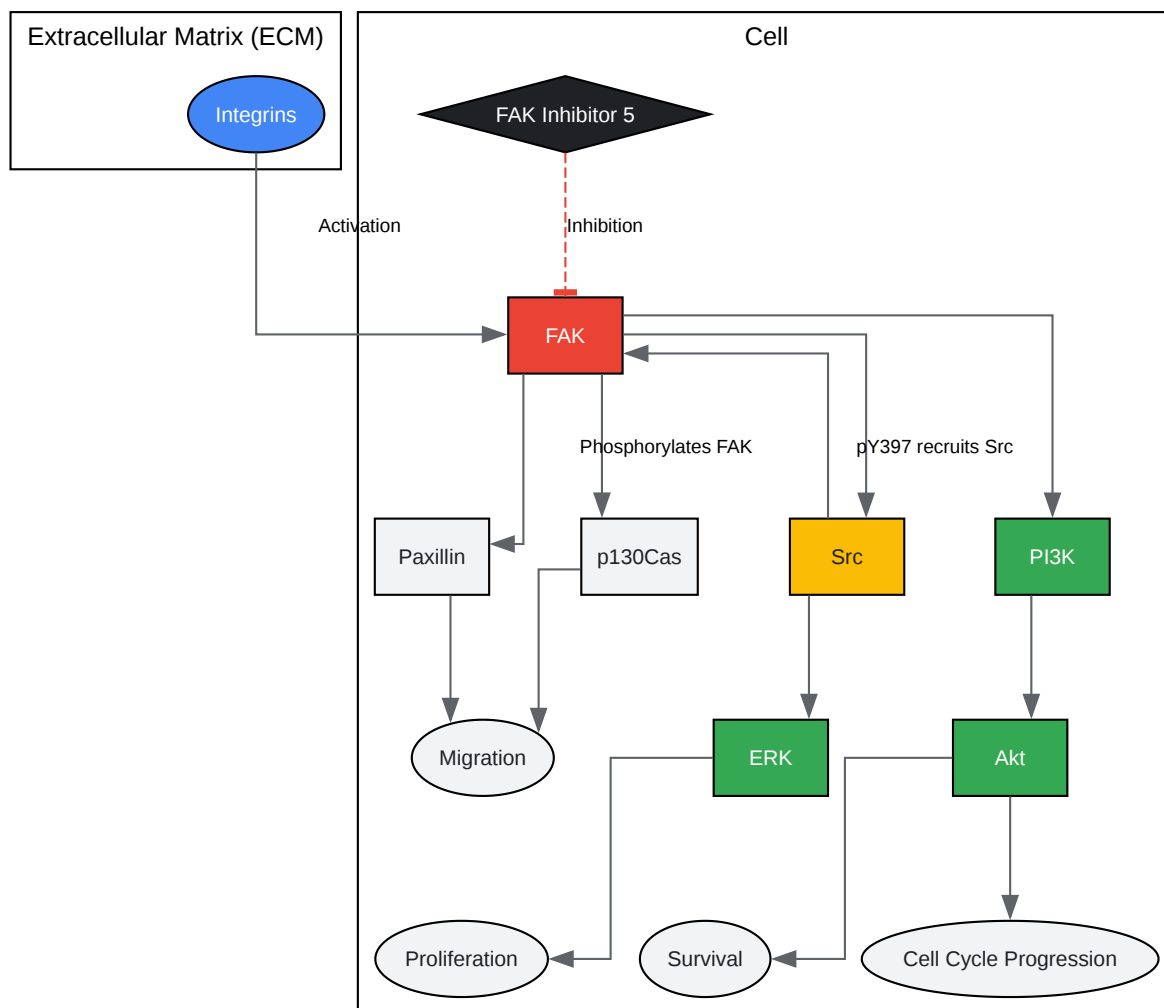 Extracellular Matrix (ECM)
Cell
Integrins
FAK Inhibitor 5
Activation
Inhibition
FAK
Phosphorylates FAK
pY397 recruits Src
Paxillin
p130Cas
Src
PI3K
Migration
ERK
Akt
Proliferation
Survival
Cell Cycle Progression